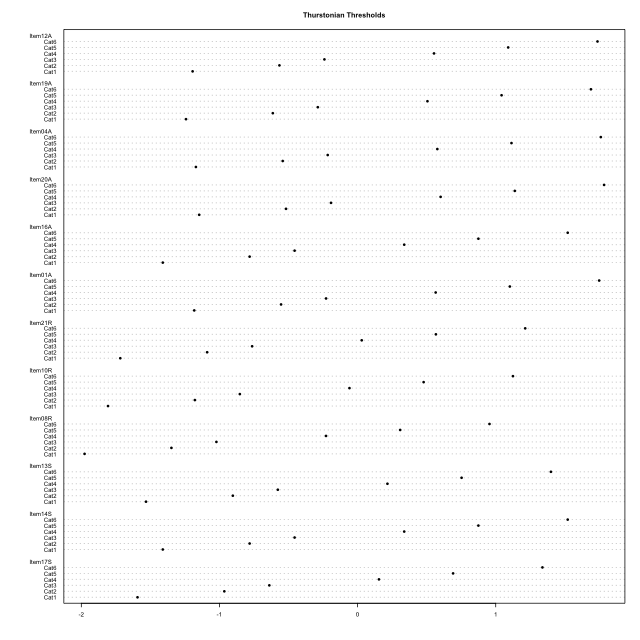 Thurstonian Thresholds
Item12A
Cat6
Cat5
Cat4
Cat3
Cat2
Cat1
Item19A
Cat6
Cat5
Cat4
Cat3
Cat2
Cat1
Item04A
Cat6
Cat5
Cat4
Cat3
Cat2
Cat1
Item20A
Cat6
Cat5
Cat4
Cat3
Cat2
Cat1
Item16A
Cat6
Cat5
Cat4
Cat3
Cat2
Cat1
Item01A
Cat6
Cat5
Cat4
Cat3
Cat2
Cat1
Item21R
Cat6
Cat5
Cat4
Cat3
Cat2
Cat1
Item10R
Cat6
Cat5
Cat4
Cat3
Cat2
Cat1
Item08R
Cat6
Cat5
Cat4
Cat3
Cat2
Cat1
Item13S
Cat6
Cat5
Cat4
Cat3
Cat2
Cat1
Item14S
Cat6
Cat5
Cat4
Cat3
Cat2
Cat1
Item17S
Cat6
Cat5
Cat4
Cat3
Cat2
Cat1
-2 -1 0 1